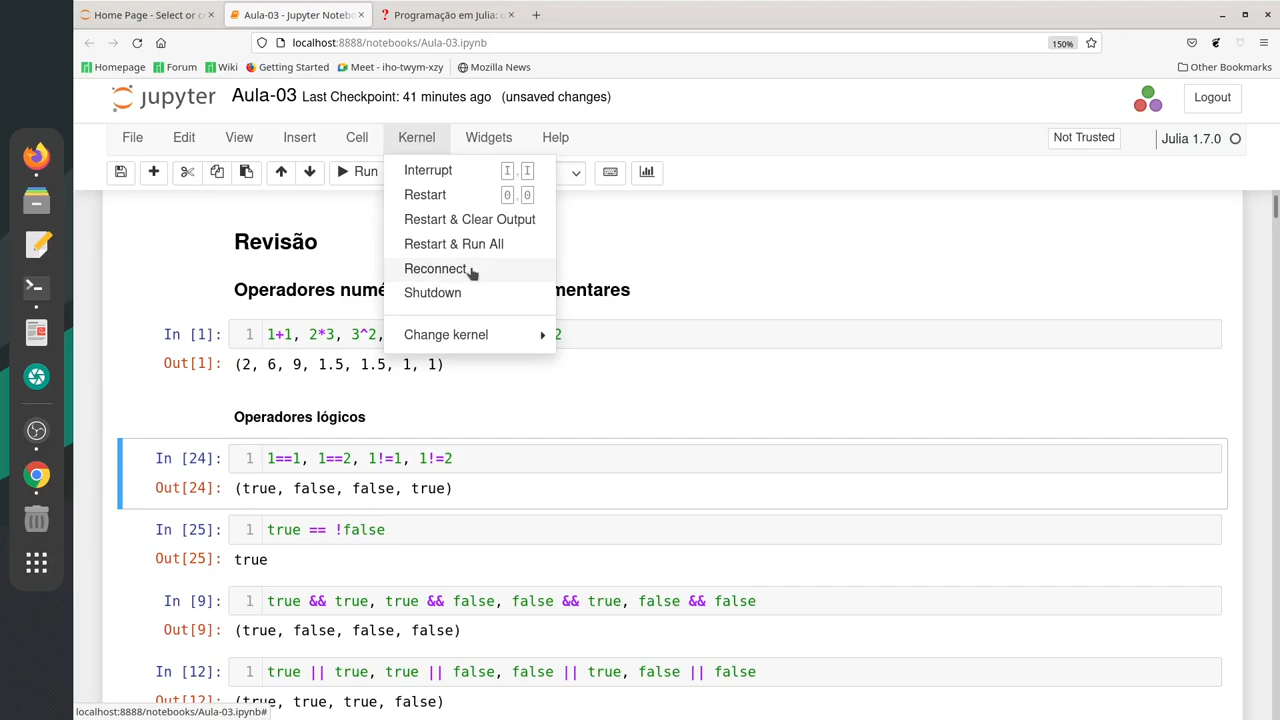 Home Page - Select or c
Aula-03 - Jupyter Noteb
Programação em Julia: u
localhost:8888/notebooks/Aula-03.ipynb
150%
Homepage
Forum
Wiki
Getting Started
Meet - iho-twym-xzy
Mozilla News
Other Bookmarks
jupyter
Aula-03 Last Checkpoint: 41 minutes ago (unsaved changes)
Logout
File Edit View Insert Cell Kernel Widgets Help
Not Trusted
Julia 1.7.0
Run
Interrupt I,I
Restart 0,0
Restart & Clear Output
Restart & Run All
Reconnect
Shutdown
Change kernel
Revisão
Operadores numé mentares
In [1]: 1 1+1, 2*3, 3^2, 2
Out[1]: (2, 6, 9, 1.5, 1.5, 1, 1)
Operadores lógicos
In [24]: 1 1==1, 1==2, 1!=1, 1!=2
Out[24]: (true, false, false, true)
In [25]: 1 true == !false
Out[25]: true
In [9]: 1 true && true, true && false, false && true, false && false
Out[9]: (true, false, false, false)
In [12]: 1 true || true, true || false, false || true, false || false
Out[12]: (true, true, true, false)
localhost:8888/notebooks/Aula-03.ipynb#